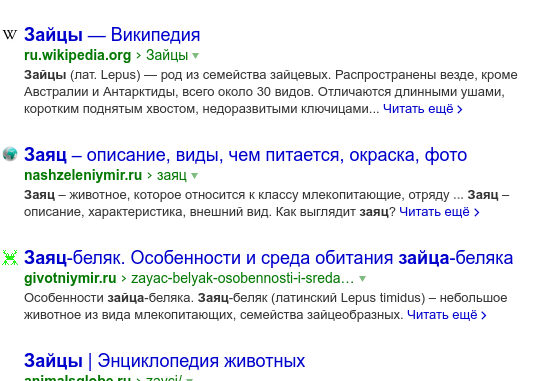 W Зайцы — Википедия
ru.wikipedia.org › Зайцы
Зайцы (лат. Lepus) — род из семейства зайцевых. Распространены везде, кроме
Австралии и Антарктиды, всего около 30 видов. Отличаются длинными ушами,
коротким поднятым хвостом, недоразвитыми ключицами... Читать ещё ›
Заяц – описание, виды, чем питается, окраска, фото
nashzeleniymir.ru › заяц
Заяц – животное, которое относится к классу млекопитающие, отряду ... Заяц –
описание, характеристика, внешний вид. Как выглядит заяц? Читать ещё ›
Заяц-беляк. Особенности и среда обитания зайца-беляка
givotniymir.ru › zayac-belyak-osobennosti-i-sreda…
Особенности зайца-беляка. Заяц-беляк (латинский Lepus timidus) – небольшое
животное из вида млекопитающих, семейства зайцеобразных. Читать ещё ›
Зайцы | Энциклопедия животных
animalsglobe.ru › zayci/